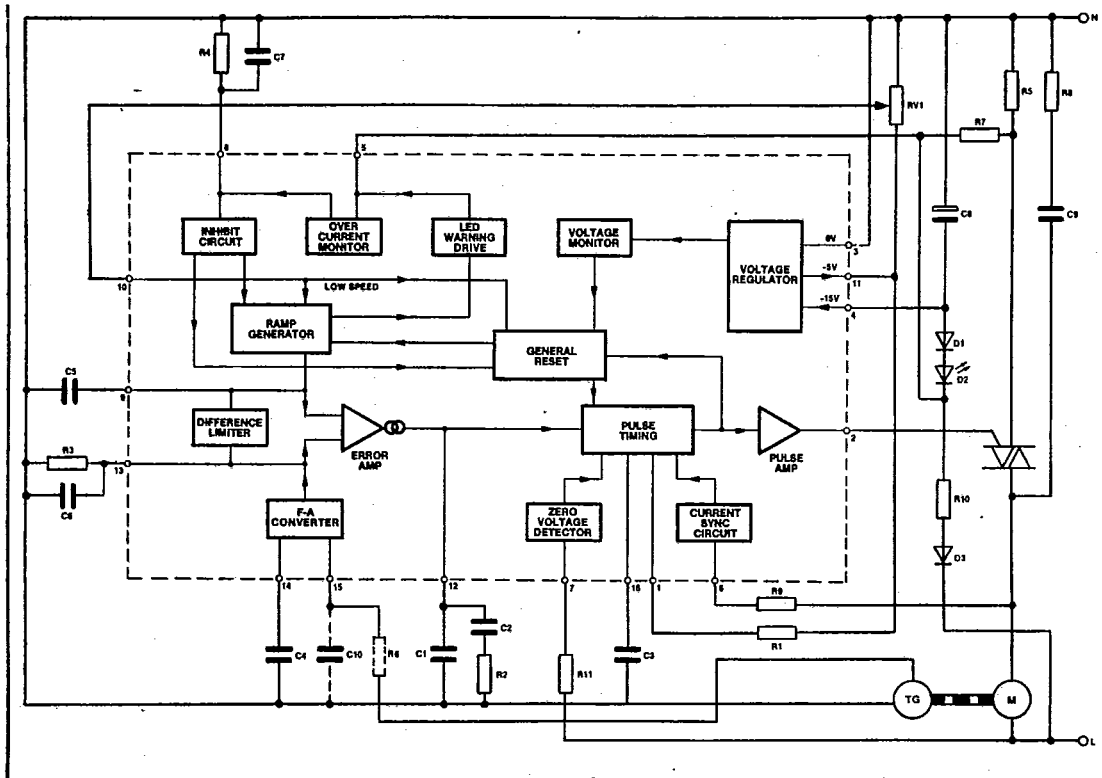 N
R4
C7
RV1
R5
R8
R7
C8
C9
5
INHIBIT
CIRCUIT
OVER
CURRENT
MONITOR
LED
WARNING
DRIVE
VOLTAGE
MONITOR
VOLTAGE
REGULATOR
0V
3
-5V
11
-15V
4
10
LOW SPEED
RAMP
GENERATOR
GENERAL
RESET
D1
D2
C5
9
DIFFERENCE
LIMITER
ERROR
AMP
PULSE
TIMING
PULSE
AMP
2
R3
13
C6
F-A
CONVERTER
ZERO
VOLTAGE
DETECTOR
CURRENT
SYNC
CIRCUIT
R10
D3
14
15
12
7
16
1
6
R9
R1
C4
C10
R6
C1
C2
R2
R11
C3
TG
M
L